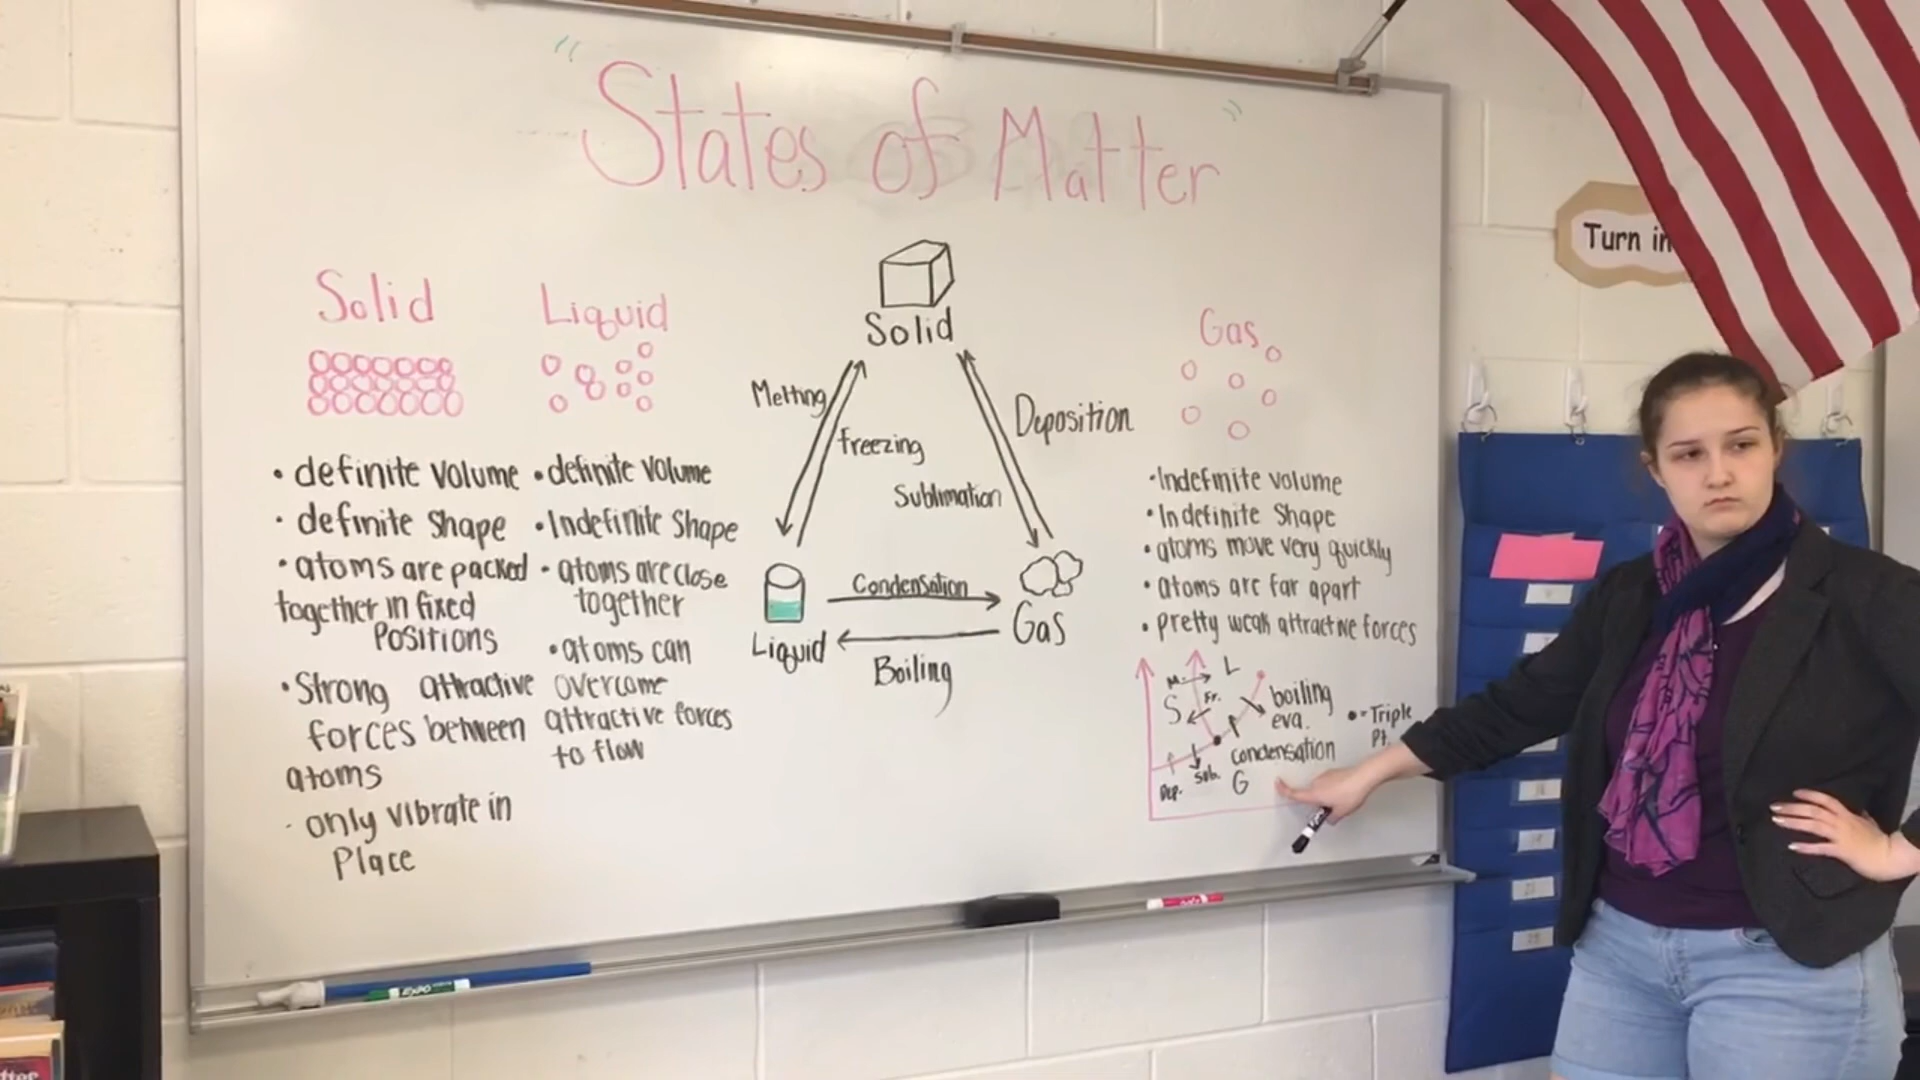 "States of Matter"
Solid
• definite volume
• definite shape
• atoms are packed
together in fixed
Positions
• Strong attractive
forces between
atoms
• only vibrate in
Place
Liquid
• definite volume
• Indefinite shape
• atoms are close
together
• atoms can
overcome
attractive forces
to flow
Solid
Melting
Freezing
Deposition
Sublimation
Condensation
Liquid
Gas
Boiling
Gas
• Indefinite volume
• Indefinite Shape
• atoms move very quickly
• atoms are far apart
• pretty weak attractive forces
M.
L
S
Fr.
boiling
eva.
• = Triple
Pt.
condensation
Dep.
Sub.
G
Turn in
EXPO